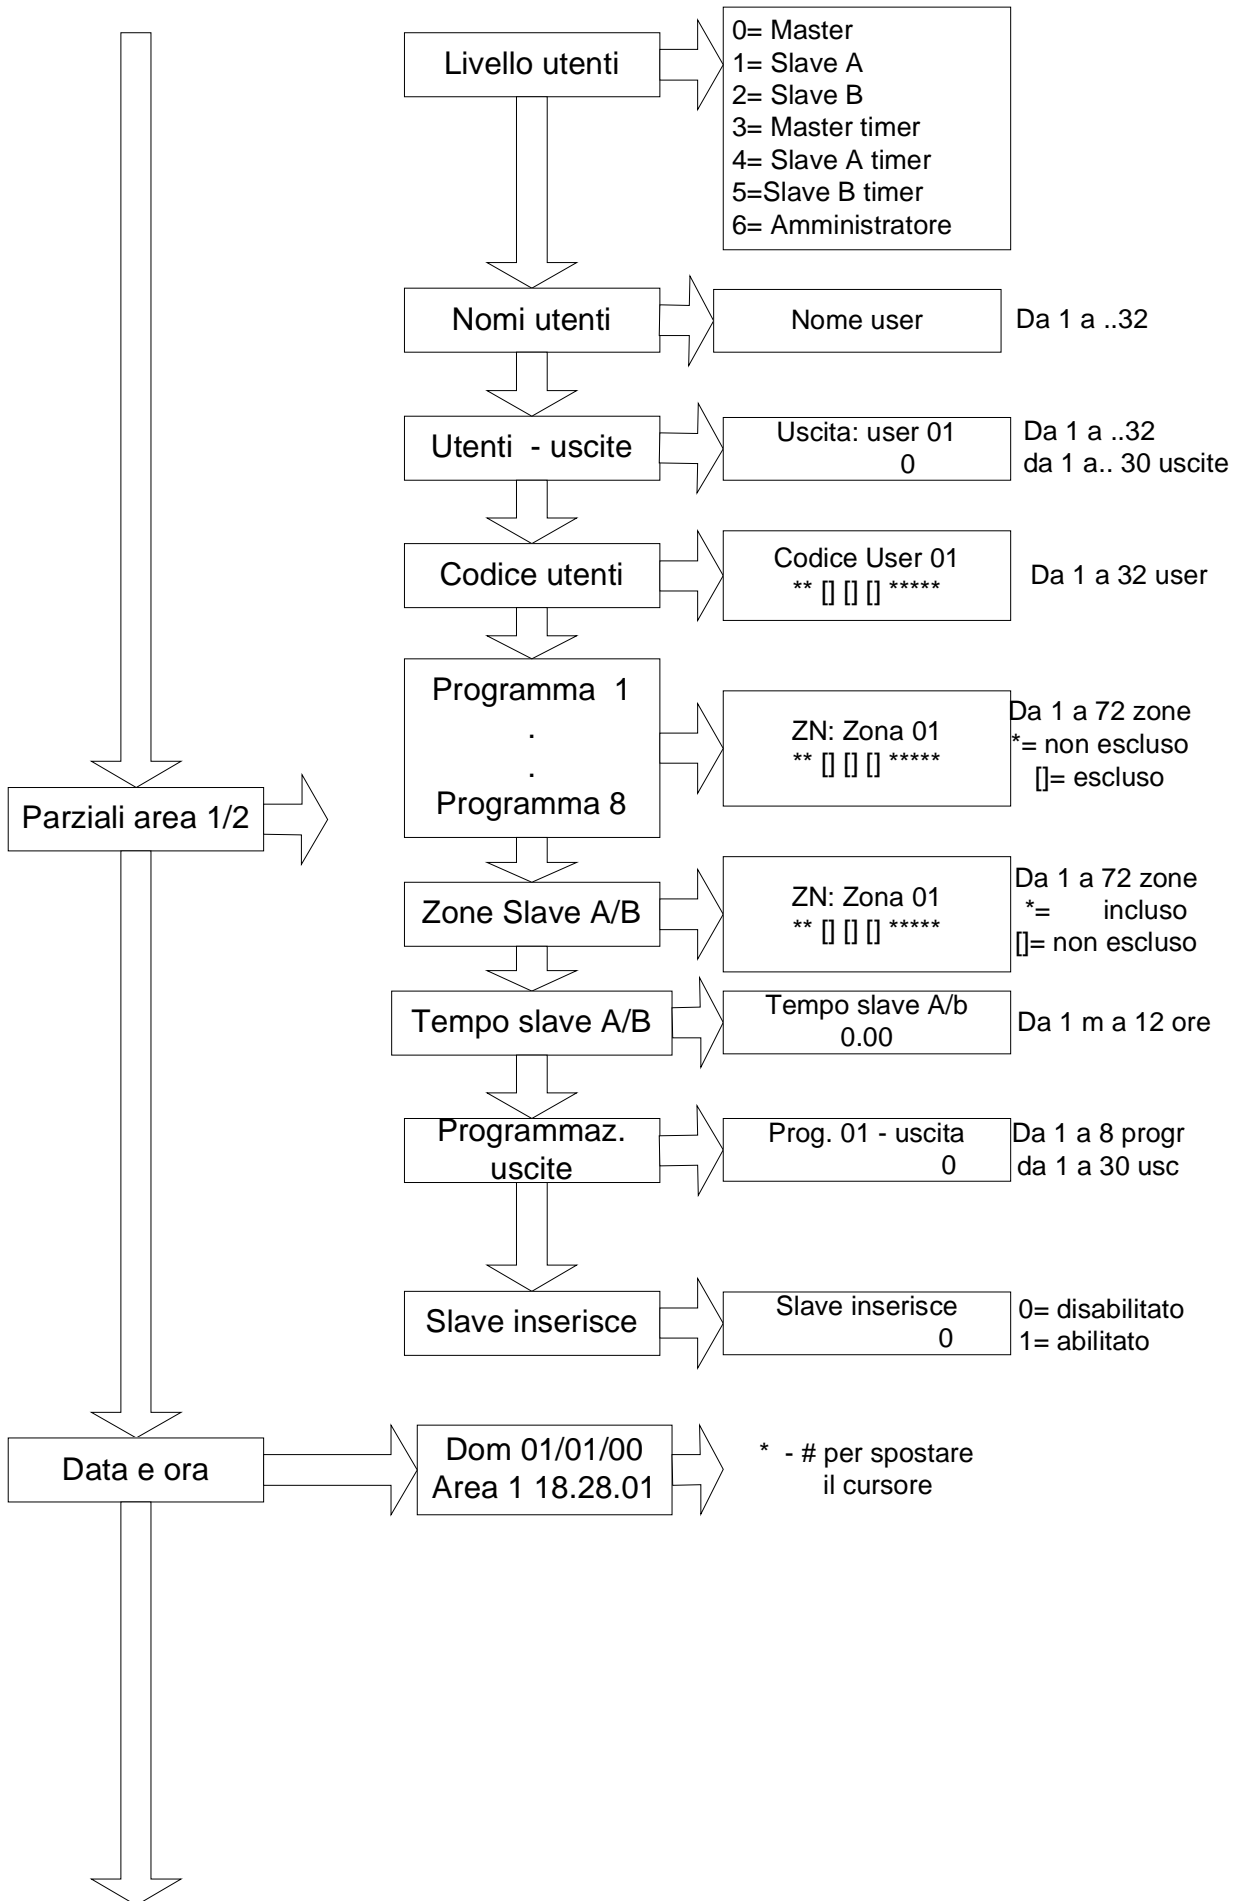 Livello utenti
0= Master
1= Slave A
2= Slave B
3= Master timer
4= Slave A timer
5=Slave B timer
6= Amministratore
Nomi utenti
Nome user
Da 1 a ..32
Utenti - uscite
Uscita: user 01
0
Da 1 a ..32
da 1 a.. 30 uscite
Codice utenti
Codice User 01
** [] [] [] *****
Da 1 a 32 user
Programma 1
.
.
Programma 8
ZN: Zona 01
** [] [] [] *****
Da 1 a 72 zone
*= non escluso
[]= escluso
Parziali area 1/2
Zone Slave A/B
ZN: Zona 01
** [] [] [] *****
Da 1 a 72 zone
*= incluso
[]= non escluso
Tempo slave A/B
Tempo slave A/b
0.00
Da 1 m a 12 ore
Programmaz.
uscite
Prog. 01 - uscita
0
Da 1 a 8 progr
da 1 a 30 usc
Slave inserisce
Slave inserisce
0
0= disabilitato
1= abilitato
Data e ora
Dom 01/01/00
Area 1 18.28.01
* - # per spostare
il cursore